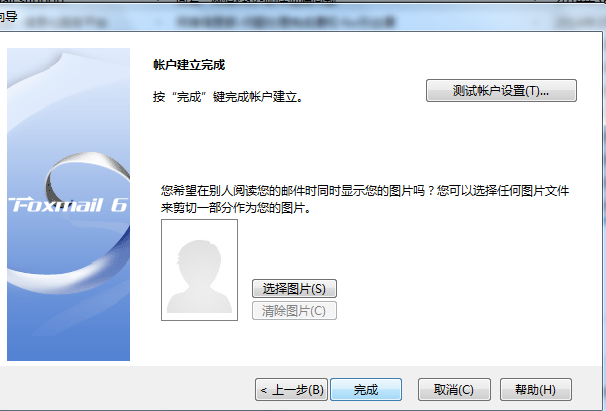 向导
帐户建立完成
按“完成”键完成帐户建立。
测试帐户设置(T)...
Foxmail 6
您希望在别人阅读您的邮件时同时显示您的图片吗？您可以选择任何图片文件
来剪切一部分作为您的图片。
选择图片(S)
清除图片(C)
< 上一步(B)
完成
取消(C)
帮助(H)